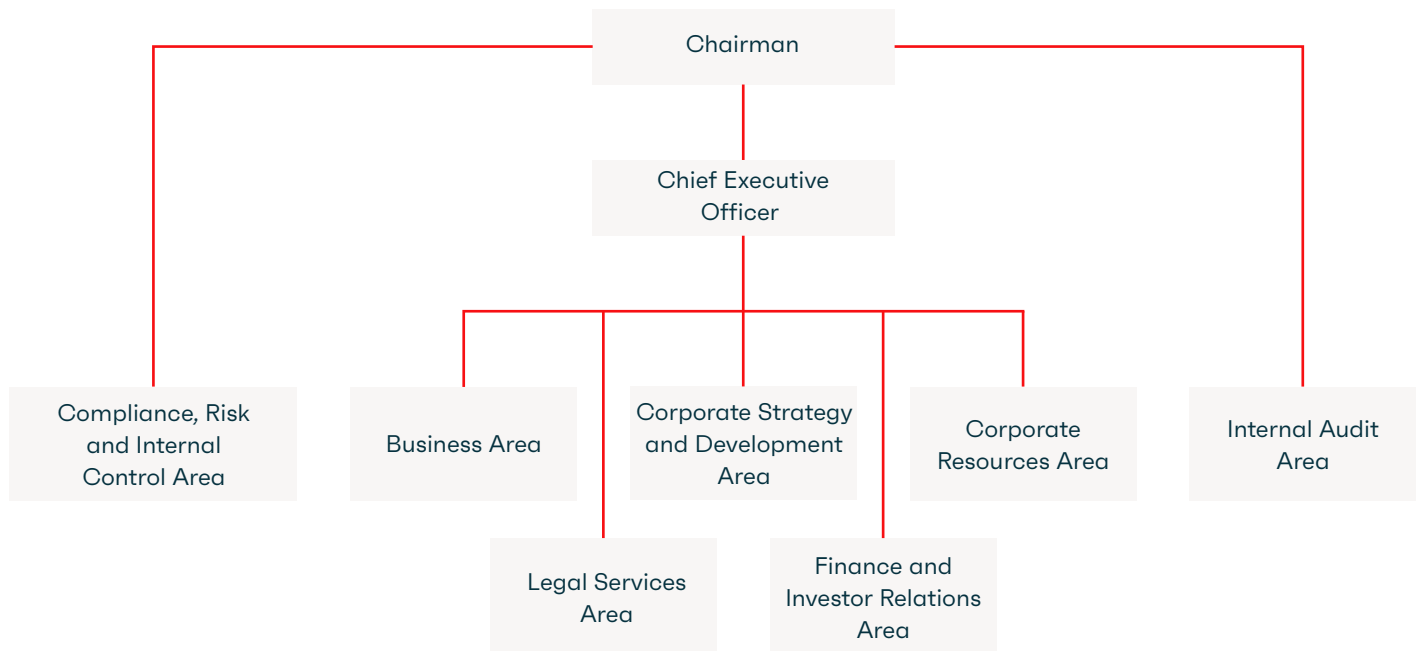 Chairman
Chief Executive
Officer
Compliance, Risk
and Internal
Control Area
Business Area
Corporate Strategy
and Development
Area
Corporate
Resources Area
Internal Audit
Area
Legal Services
Area
Finance and
Investor Relations
Area